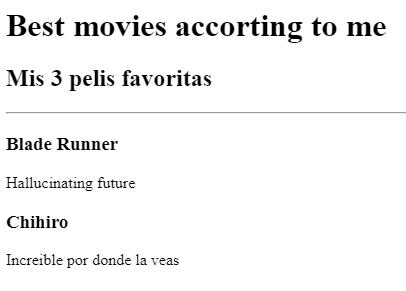 Best movies accorting to me
Mis 3 pelis favoritas
Blade Runner
Hallucinating future
Chihiro
Increible por donde la veas